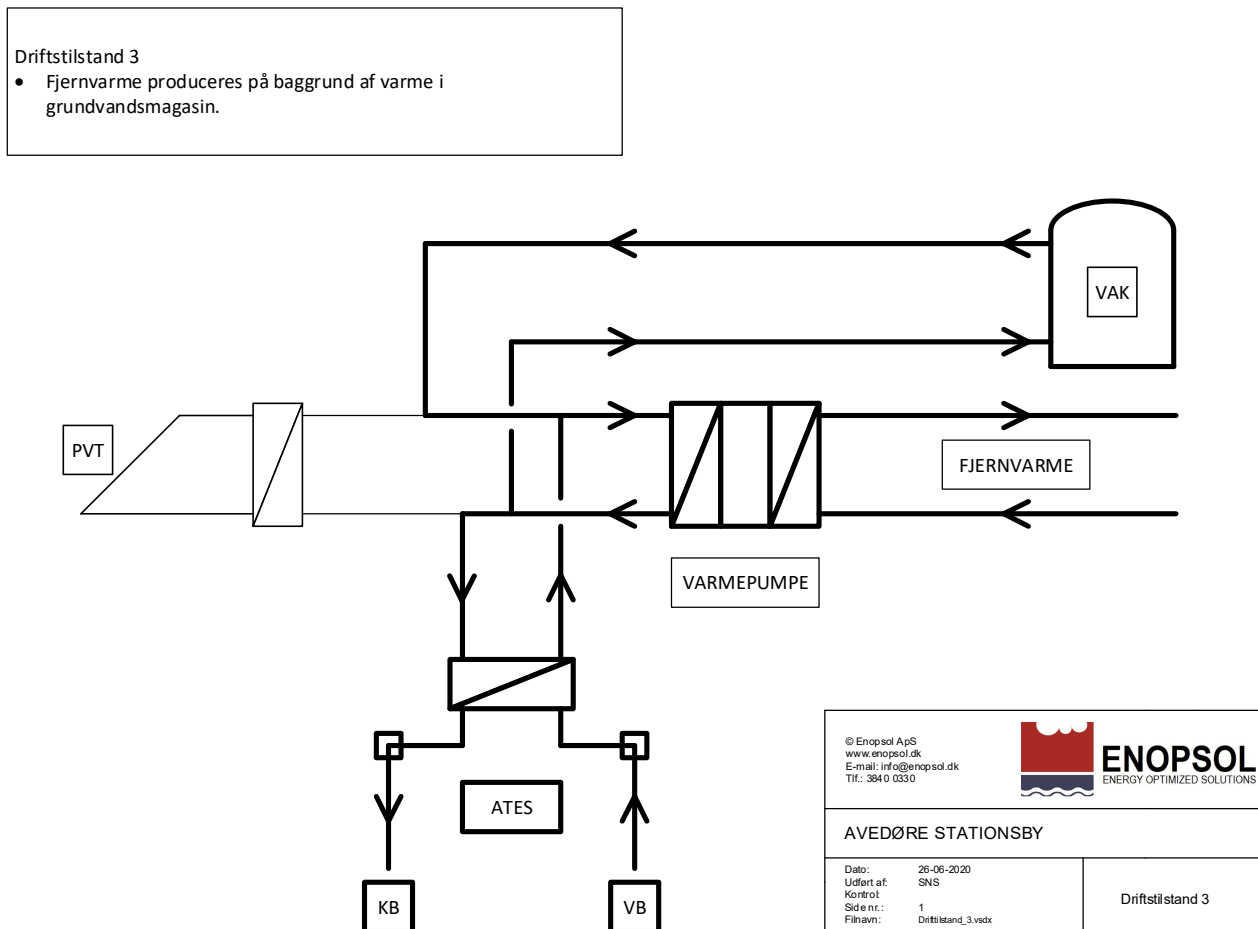 Driftstilstand 3
• Fjernvarme produceres på baggrund af varme i
grundvandsmagasin.
VAK
PVT
FJERNVARME
VARMEPUMPE
ATES
KB
VB
© Enopsol ApS
www.enopsol.dk
E-mail: info@enopsol.dk
Tlf.: 3840 0330
ENOPSOL
ENERGY OPTIMIZED SOLUTIONS
AVEDØRE STATIONSBY
Dato: 26-06-2020
Udført af: SNS
Kontrol:
Side nr.: 1
Filnavn: Drifttilstand_3.vsdx
Driftstilstand 3